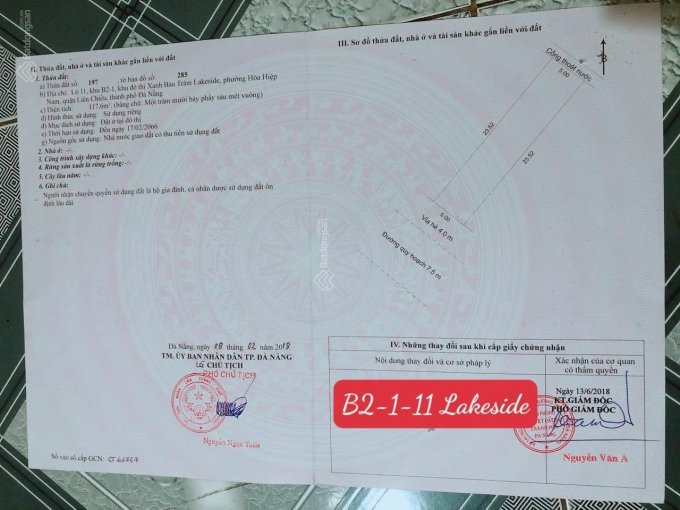 II. Thửa đất, nhà ở và tài sản khác gắn liền với đất
1. Thửa đất:
a) Thửa đất số: 197 , tờ bản đồ số: 285
b) Địa chỉ: Lô 11, khu B2-1, khu đô thị Xanh Bàu Tràm Lakeside, phường Hòa Hiệp
Nam, quận Liên Chiểu, thành phố Đà Nẵng
c) Diện tích: 117.6m², (bằng chữ: Một trăm mười bảy phẩy sáu mét vuông)
d) Hình thức sử dụng: Sử dụng riêng
đ) Mục đích sử dụng: Đất ở tại đô thị
e) Thời hạn sử dụng: Đến ngày 17/02/2066
g) Nguồn gốc sử dụng: Nhà nước giao đất có thu tiền sử dụng đất
2. Nhà ở: -/-
3. Công trình xây dựng khác: -/-
4. Rừng sản xuất là rừng trồng: -/-
5. Cây lâu năm: -/-
6. Ghi chú:
Người nhận chuyển quyền sử dụng đất là hộ gia đình, cá nhân được sử dụng đất ổn
định lâu dài
Đà Nẵng, ngày 08 tháng 02 năm 2018
TM. ỦY BAN NHÂN DÂN TP. ĐÀ NẴNG
CHỦ TỊCH
PHÓ CHỦ TỊCH
Nguyễn Ngọc Tuấn
Số vào sổ cấp GCN:
III. Sơ đồ thửa đất, nhà ở và tài sản khác gắn liền với đất
B
Cống thoát nước
5.00
23.52
23.52
5.00
Vỉa hè 4.0 m
Đường quy hoạch 7.5 m
IV. Những thay đổi sau khi cấp giấy chứng nhận
Nội dung thay đổi và cơ sở pháp lý
Xác nhận của cơ quan
có thẩm quyền
Ngày 13/6/2018
KT.GIÁM ĐỐC
PHÓ GIÁM ĐỐC
Nguyễn Văn A
B2-1-11 Lakeside
Batdongsan